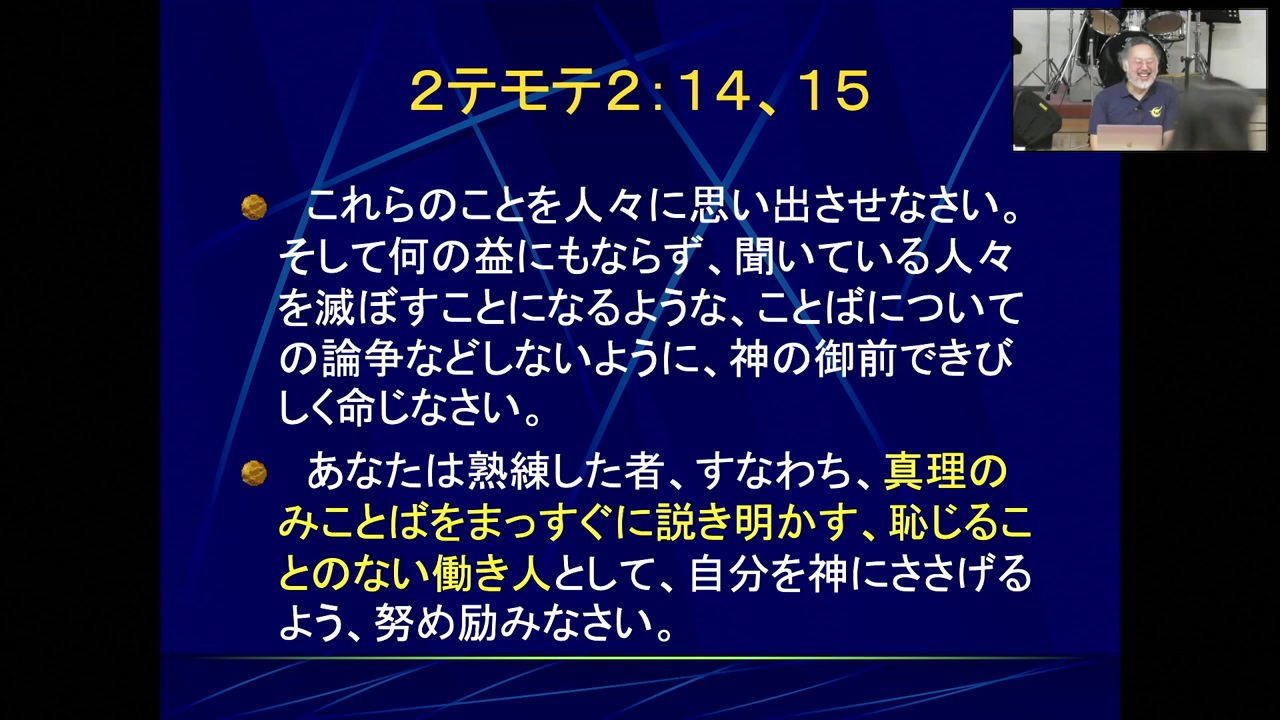 ２テモテ２：１４、１５
これらのことを人々に思い出させなさい。
そして何の益にもならず、聞いている人々
を滅ぼすことになるような、ことばについて
の論争などしないように、神の御前できび
しく命じなさい。
あなたは熟練した者、すなわち、真理の
みことばをまっすぐに説き明かす、恥じるこ
とのない働き人として、自分を神にささげる
よう、努め励みなさい。